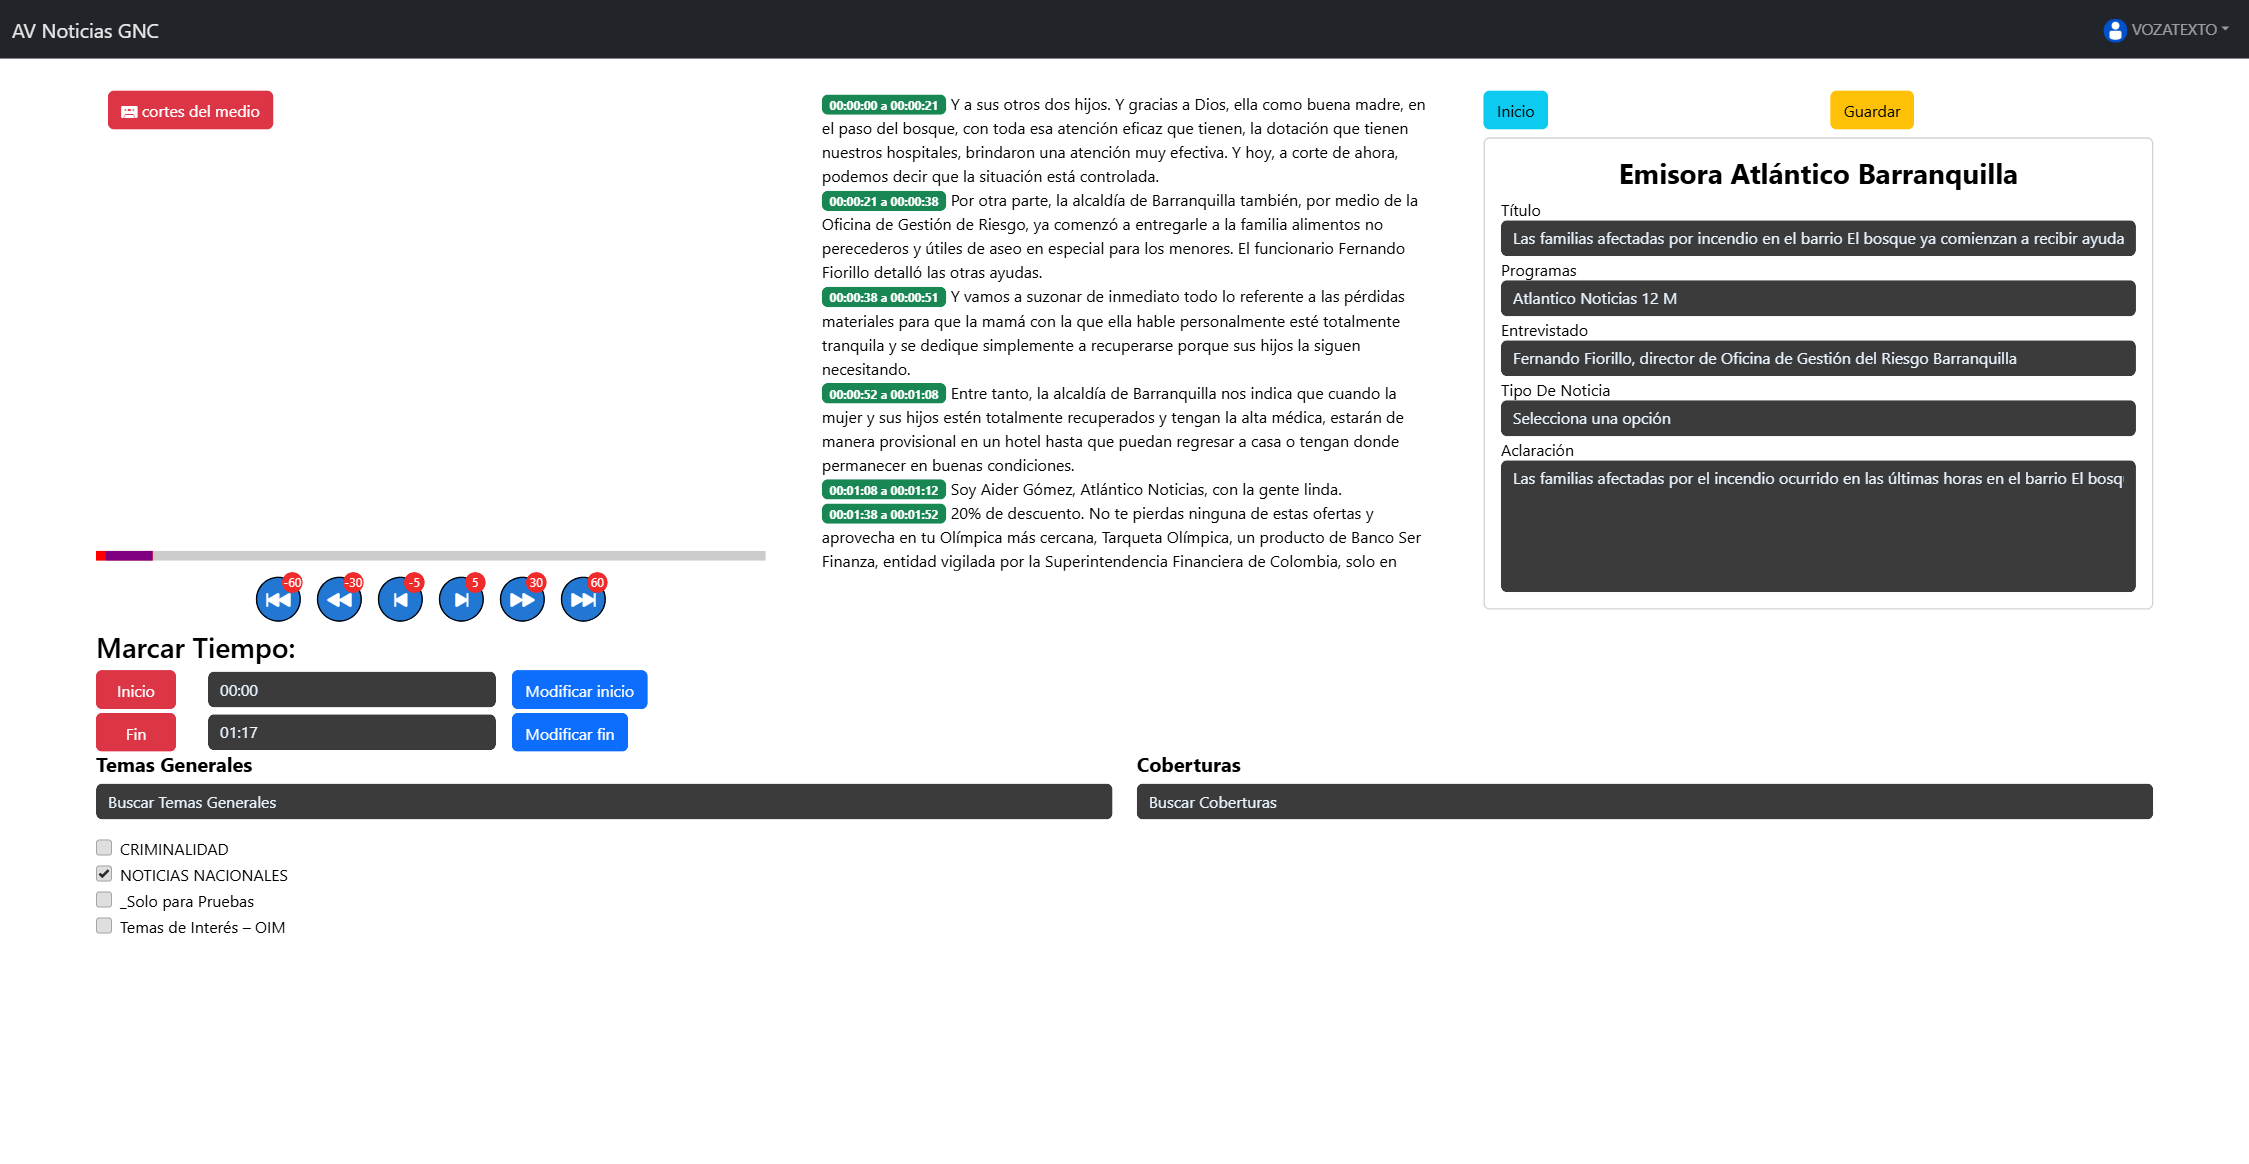 AV Noticias GNC
VOZATEXTO
cortes del medio
-60
-30
-5
5
30
60
Marcar Tiempo:
Inicio
00:00
Modificar inicio
Fin
01:17
Modificar fin
00:00:00 a 00:00:21 Y a sus otros dos hijos. Y gracias a Dios, ella como buena madre, en
el paso del bosque, con toda esa atención eficaz que tienen, la dotación que tienen
nuestros hospitales, brindaron una atención muy efectiva. Y hoy, a corte de ahora,
podemos decir que la situación está controlada.
00:00:21 a 00:00:38 Por otra parte, la alcaldía de Barranquilla también, por medio de la
Oficina de Gestión de Riesgo, ya comenzó a entregarle a la familia alimentos no
perecederos y útiles de aseo en especial para los menores. El funcionario Fernando
Fiorillo detalló las otras ayudas.
00:00:38 a 00:00:51 Y vamos a suzonar de inmediato todo lo referente a las pérdidas
materiales para que la mamá con la que ella hable personalmente esté totalmente
tranquila y se dedique simplemente a recuperarse porque sus hijos la siguen
necesitando.
00:00:52 a 00:01:08 Entre tanto, la alcaldía de Barranquilla nos indica que cuando la
mujer y sus hijos estén totalmente recuperados y tengan la alta médica, estarán de
manera provisional en un hotel hasta que puedan regresar a casa o tengan donde
permanecer en buenas condiciones.
00:01:08 a 00:01:12 Soy Aider Gómez, Atlántico Noticias, con la gente linda.
00:01:38 a 00:01:52 20% de descuento. No te pierdas ninguna de estas ofertas y
aprovecha en tu Olímpica más cercana, Tarqueta Olímpica, un producto de Banco Ser
Finanza, entidad vigilada por la Superintendencia Financiera de Colombia, solo en
Inicio
Guardar
Emisora Atlántico Barranquilla
Título
Las familias afectadas por incendio en el barrio El bosque ya comienzan a recibir ayuda
Programas
Atlantico Noticias 12 M
Entrevistado
Fernando Fiorillo, director de Oficina de Gestión del Riesgo Barranquilla
Tipo De Noticia
Selecciona una opción
Aclaración
Las familias afectadas por el incendio ocurrido en las últimas horas en el barrio El bosq
Temas Generales
Buscar Temas Generales
CRIMINALIDAD
NOTICIAS NACIONALES
_Solo para Pruebas
Temas de Interés – OIM
Coberturas
Buscar Coberturas